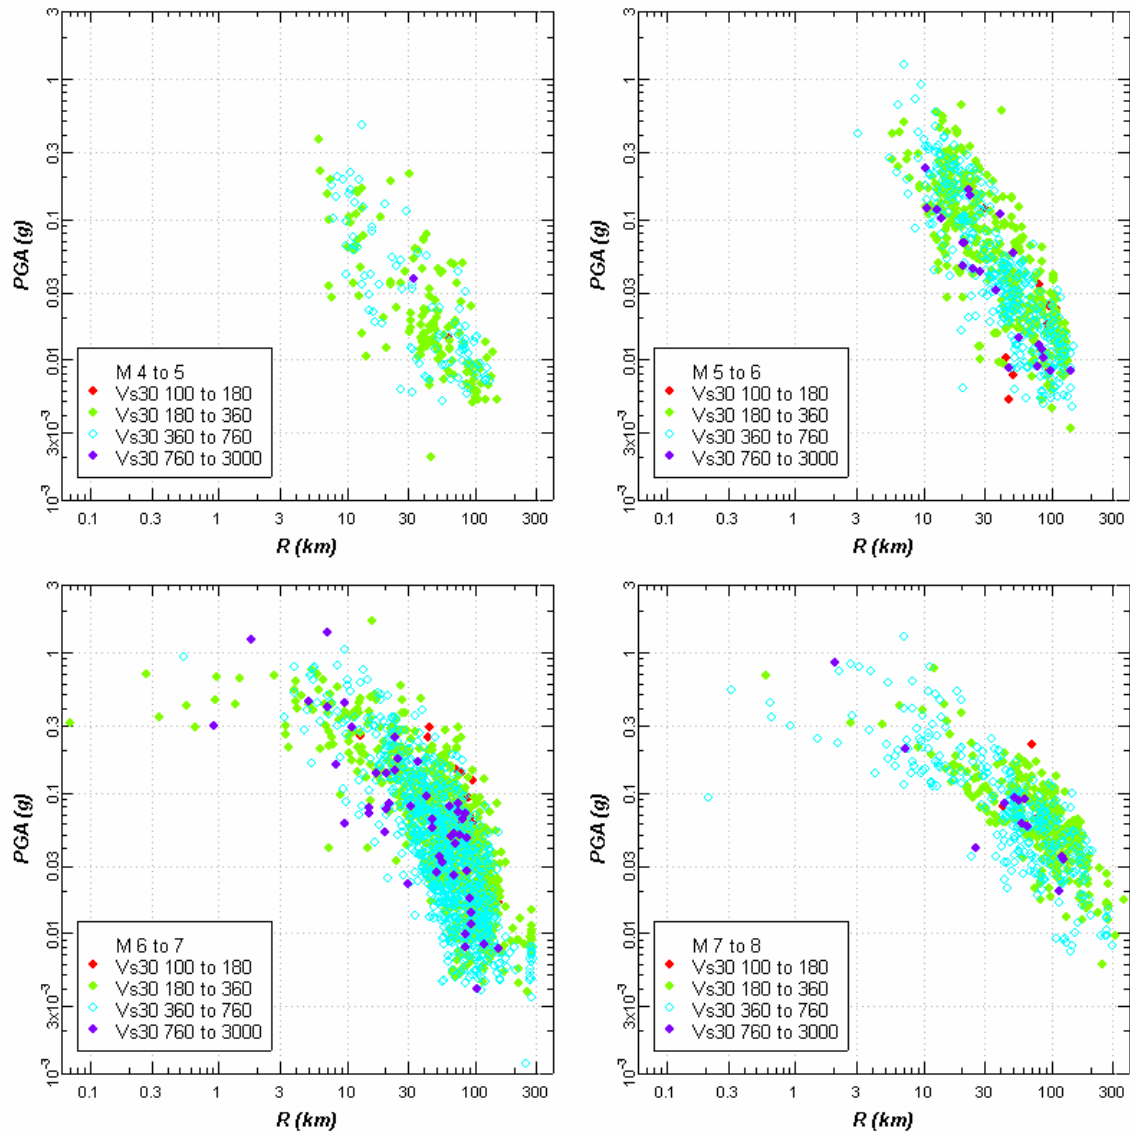 3
1
0.3
0.1
0.03
0.01
3x10⁻³
10⁻³
PGA (g)
M 4 to 5
Vs30 100 to 180
Vs30 180 to 360
Vs30 360 to 760
Vs30 760 to 3000
0.1 0.3 1 3 10 30 100 300
R (km)
3
1
0.3
0.1
0.03
0.01
3x10⁻³
10⁻³
PGA (g)
M 5 to 6
Vs30 100 to 180
Vs30 180 to 360
Vs30 360 to 760
Vs30 760 to 3000
0.1 0.3 1 3 10 30 100 300
R (km)
3
1
0.3
0.1
0.03
0.01
3x10⁻³
10⁻³
PGA (g)
M 6 to 7
Vs30 100 to 180
Vs30 180 to 360
Vs30 360 to 760
Vs30 760 to 3000
0.1 0.3 1 3 10 30 100 300
R (km)
3
1
0.3
0.1
0.03
0.01
3x10⁻³
10⁻³
PGA (g)
M 7 to 8
Vs30 100 to 180
Vs30 180 to 360
Vs30 360 to 760
Vs30 760 to 3000
0.1 0.3 1 3 10 30 100 300
R (km)